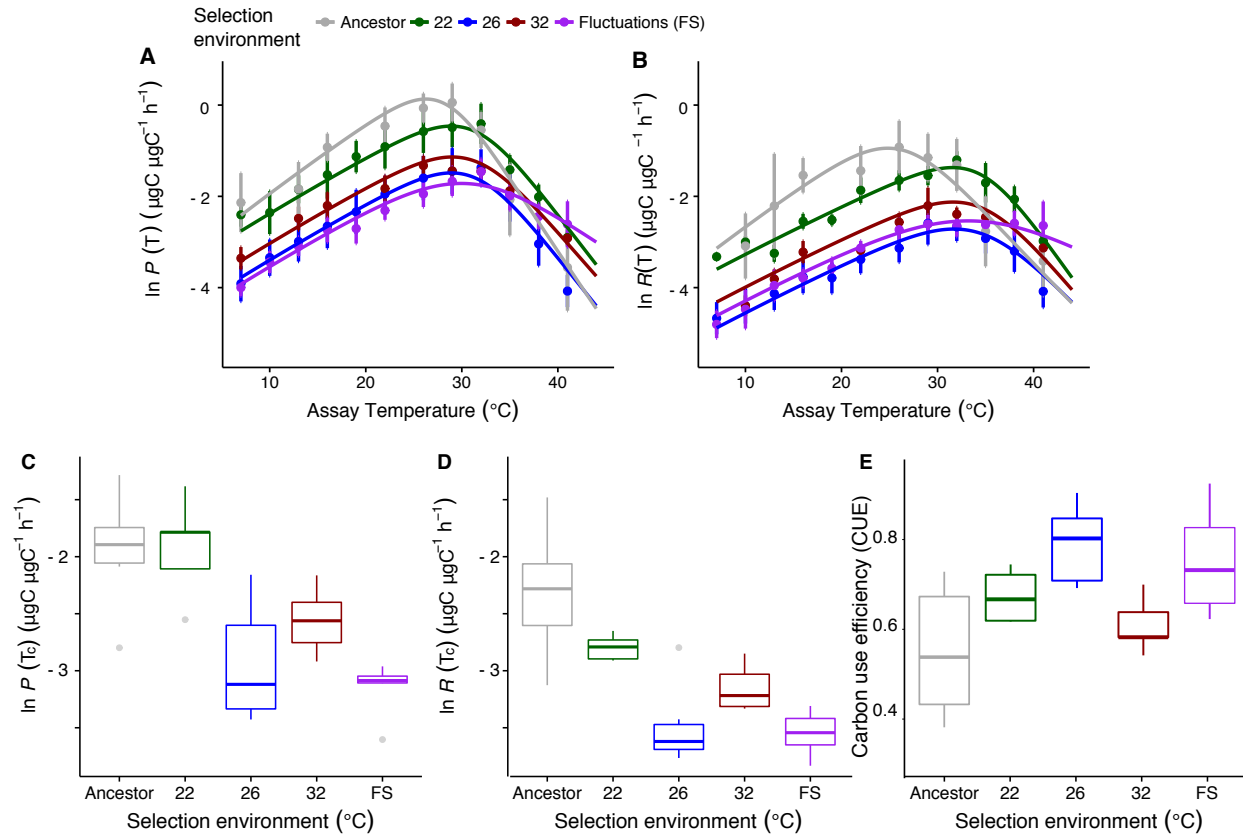 Selection
environment
Ancestor 22 26 32 Fluctuations (FS)
A
ln P (T) ( µgC µgC⁻¹ h⁻¹ )
0
- 2
- 4
10 20 30 40
Assay Temperature (°C)
B
ln R(T) (µgC µgC ⁻¹ h⁻¹)
0
- 2
- 4
10 20 30 40
Assay Temperature (°C)
C
ln P (Tc) (µgC µgC⁻¹ h⁻¹)
- 2
- 3
Ancestor 22 26 32 FS
Selection environment (°C)
D
ln R (Tc) (µgC µgC⁻¹ h⁻¹)
- 2
- 3
Ancestor 22 26 32 FS
Selection environment (°C)
E
Carbon use efficiency (CUE)
0.8
0.6
0.4
Ancestor 22 26 32 FS
Selection environment (°C)